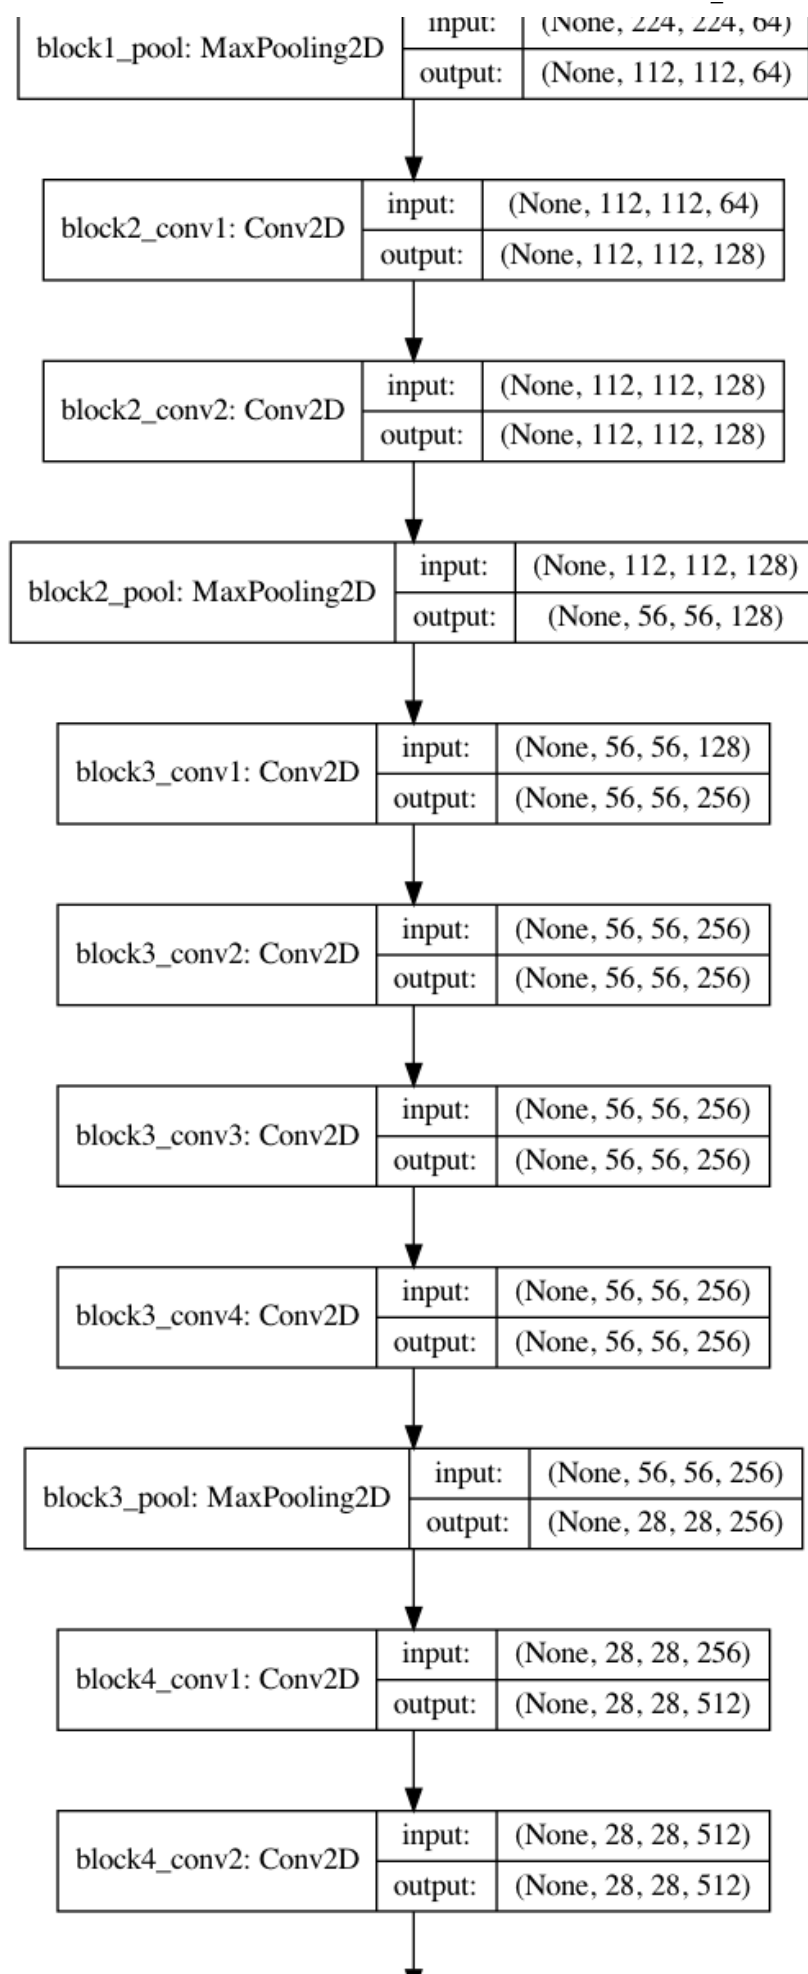 block1_pool: MaxPooling2D
input: (None, 224, 224, 64)
output: (None, 112, 112, 64)
block2_conv1: Conv2D
input: (None, 112, 112, 64)
output: (None, 112, 112, 128)
block2_conv2: Conv2D
input: (None, 112, 112, 128)
output: (None, 112, 112, 128)
block2_pool: MaxPooling2D
input: (None, 112, 112, 128)
output: (None, 56, 56, 128)
block3_conv1: Conv2D
input: (None, 56, 56, 128)
output: (None, 56, 56, 256)
block3_conv2: Conv2D
input: (None, 56, 56, 256)
output: (None, 56, 56, 256)
block3_conv3: Conv2D
input: (None, 56, 56, 256)
output: (None, 56, 56, 256)
block3_conv4: Conv2D
input: (None, 56, 56, 256)
output: (None, 56, 56, 256)
block3_pool: MaxPooling2D
input: (None, 56, 56, 256)
output: (None, 28, 28, 256)
block4_conv1: Conv2D
input: (None, 28, 28, 256)
output: (None, 28, 28, 512)
block4_conv2: Conv2D
input: (None, 28, 28, 512)
output: (None, 28, 28, 512)